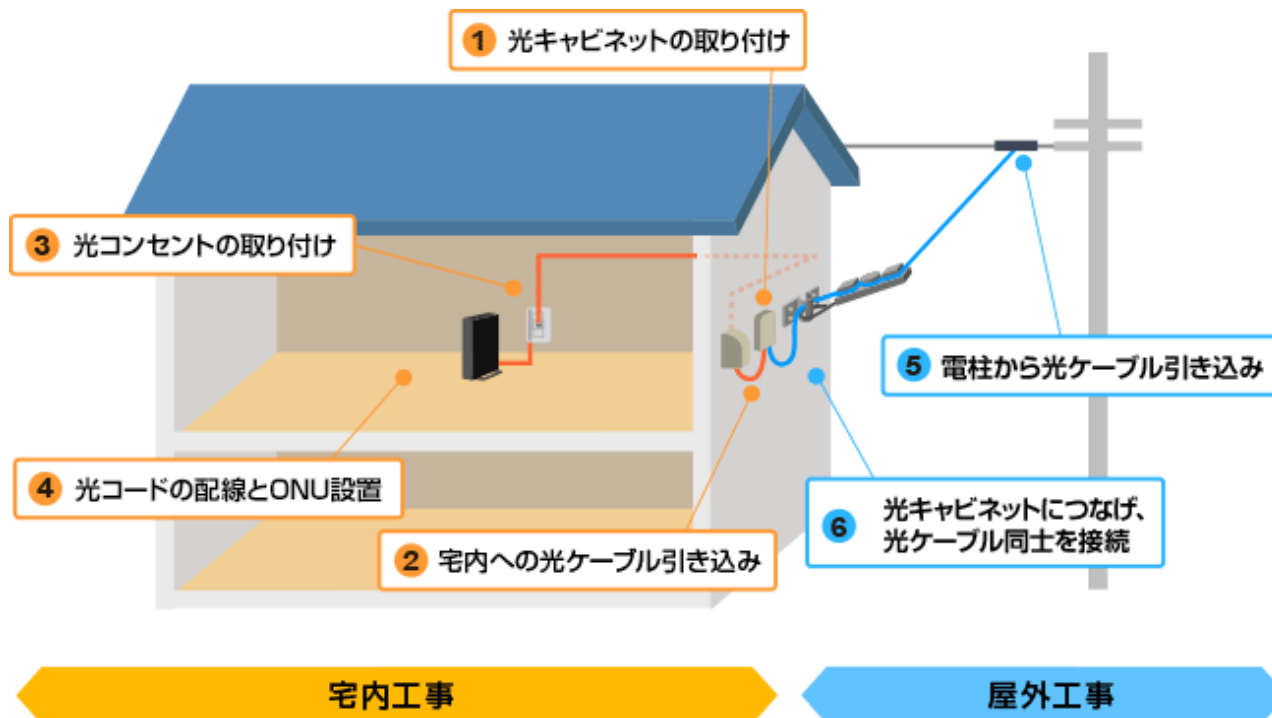 1 光キャビネットの取り付け
3 光コンセントの取り付け
5 電柱から光ケーブル引き込み
4 光コードの配線とONU設置
6 光キャビネットにつなげ、
光ケーブル同士を接続
2 宅内への光ケーブル引き込み
宅内工事
屋外工事